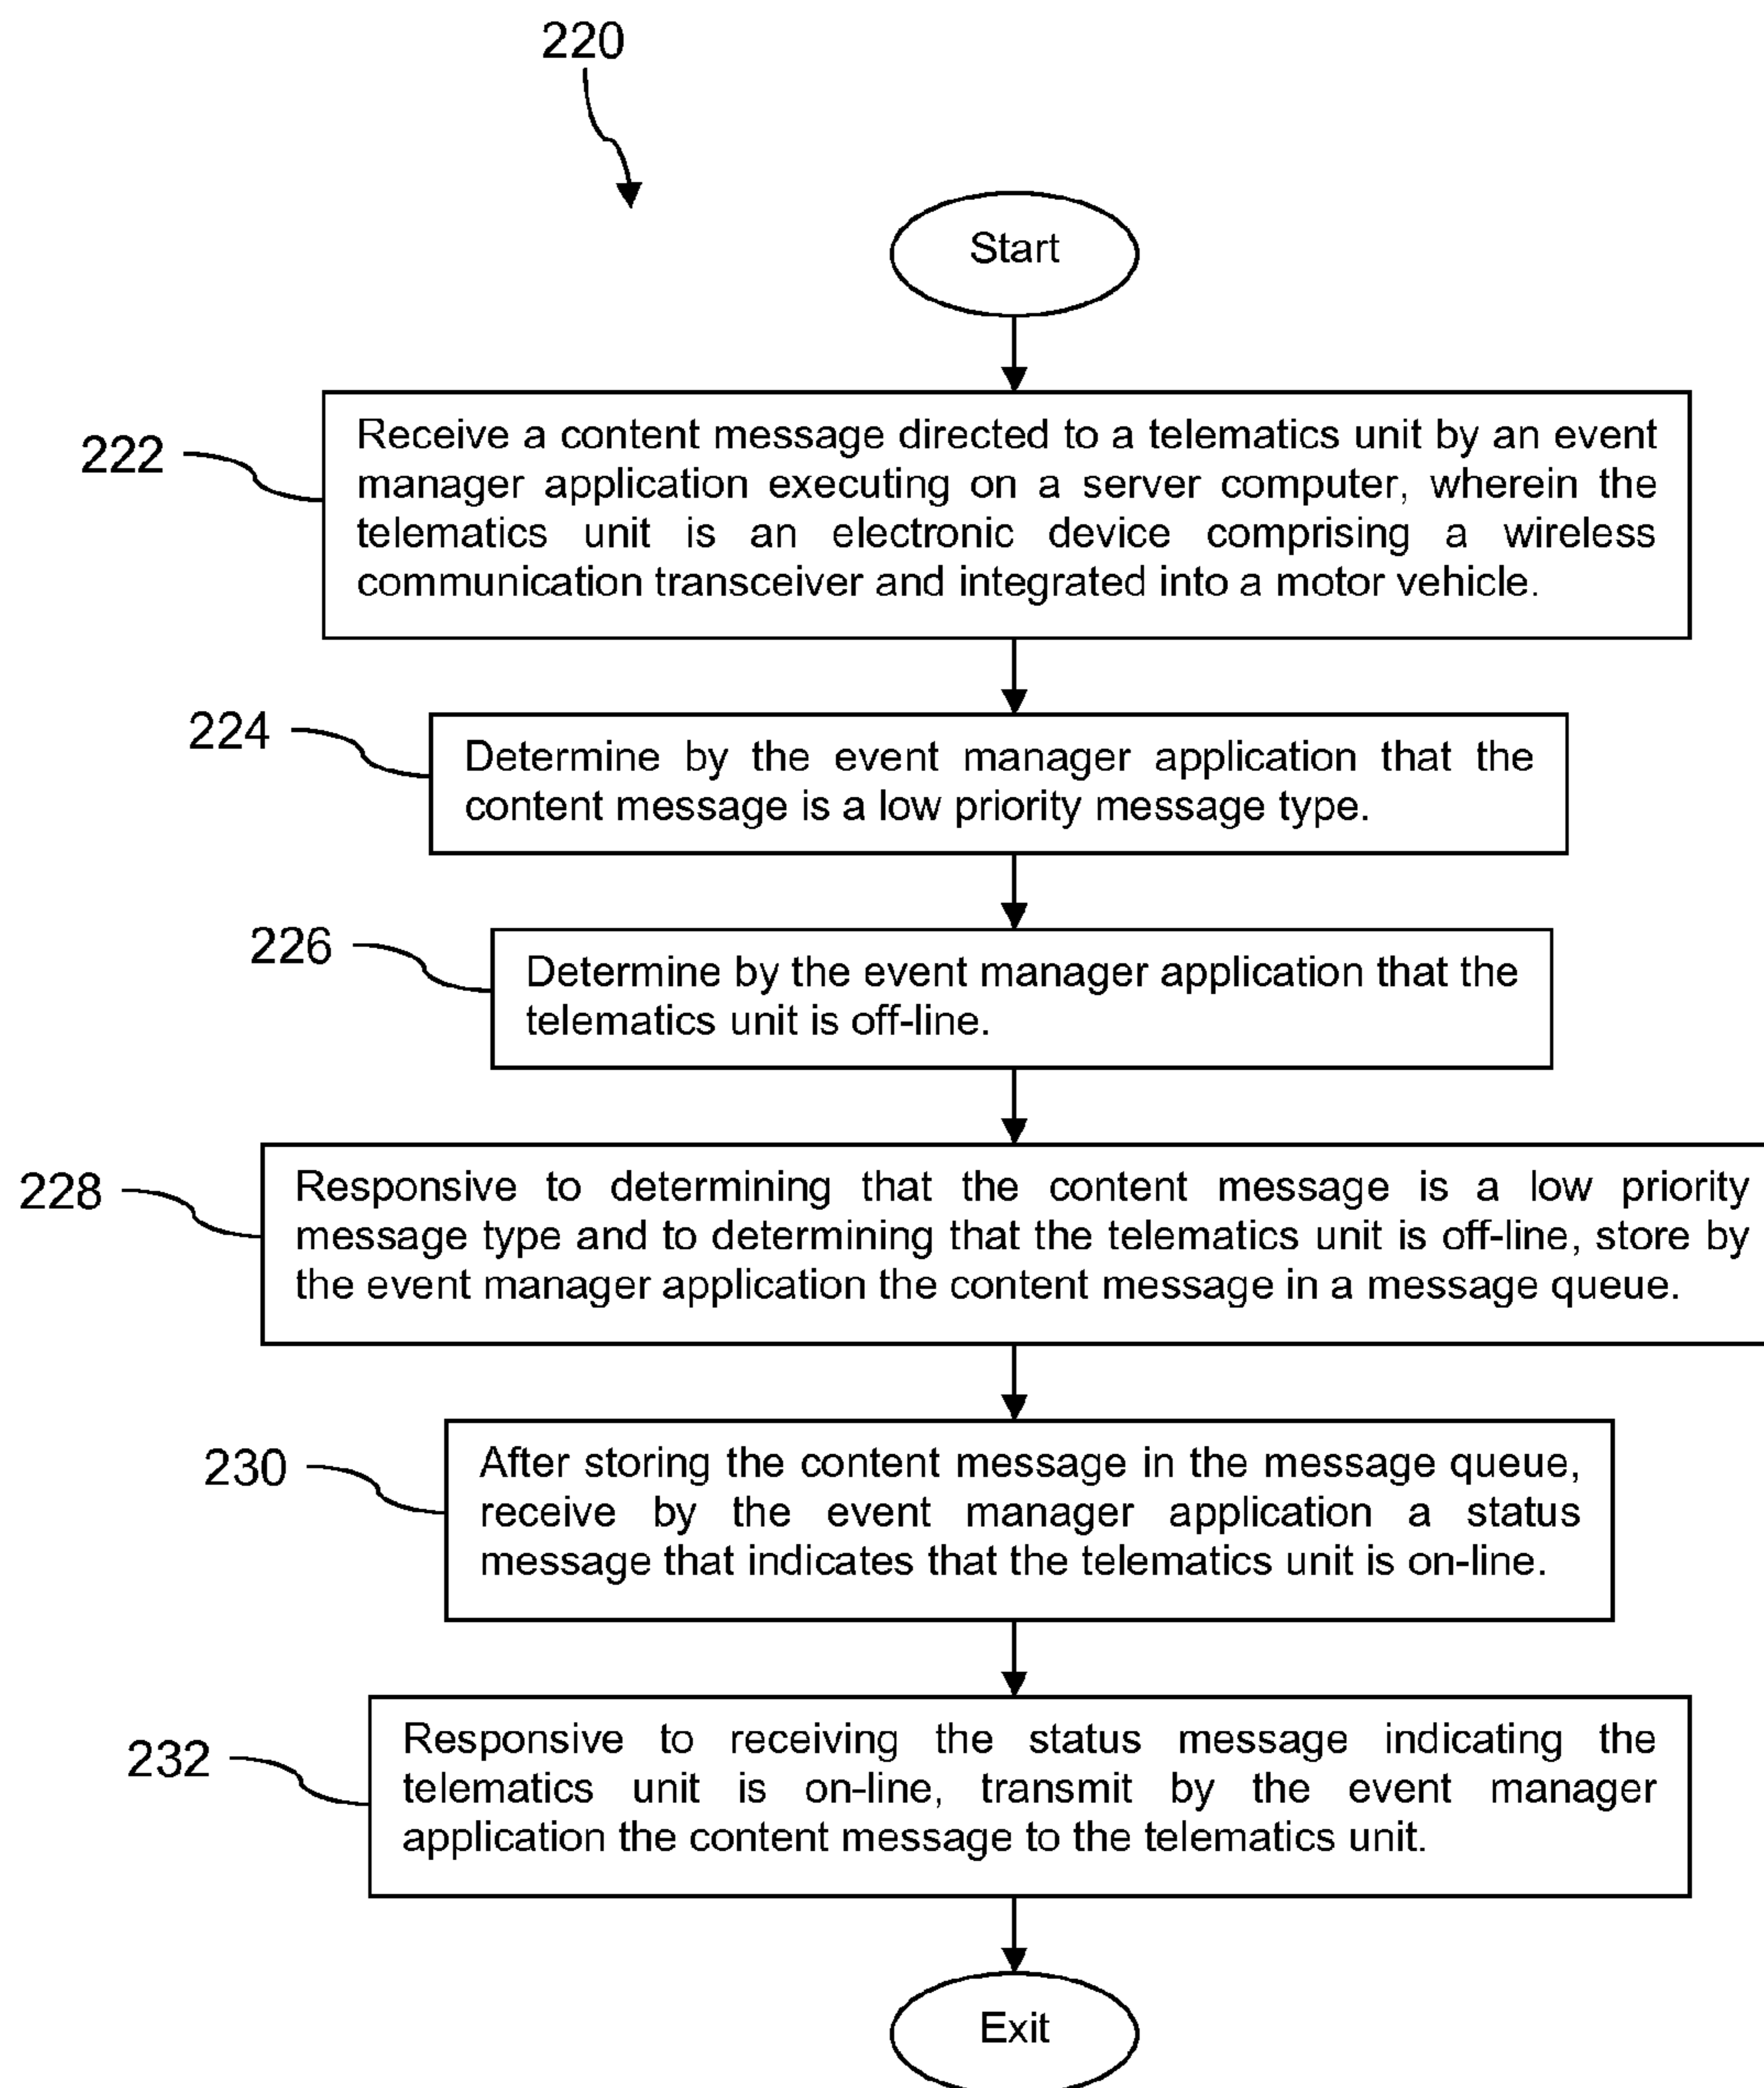 220
Start
222
Receive a content message directed to a telematics unit by an event
manager application executing on a server computer, wherein the
telematics unit is an electronic device comprising a wireless
communication transceiver and integrated into a motor vehicle.
224
Determine by the event manager application that the
content message is a low priority message type.
226
Determine by the event manager application that the
telematics unit is off-line.
228
Responsive to determining that the content message is a low priority
message type and to determining that the telematics unit is off-line, store by
the event manager application the content message in a message queue.
230
After storing the content message in the message queue,
receive by the event manager application a status
message that indicates that the telematics unit is on-line.
232
Responsive to receiving the status message indicating the
telematics unit is on-line, transmit by the event manager
application the content message to the telematics unit.
Exit